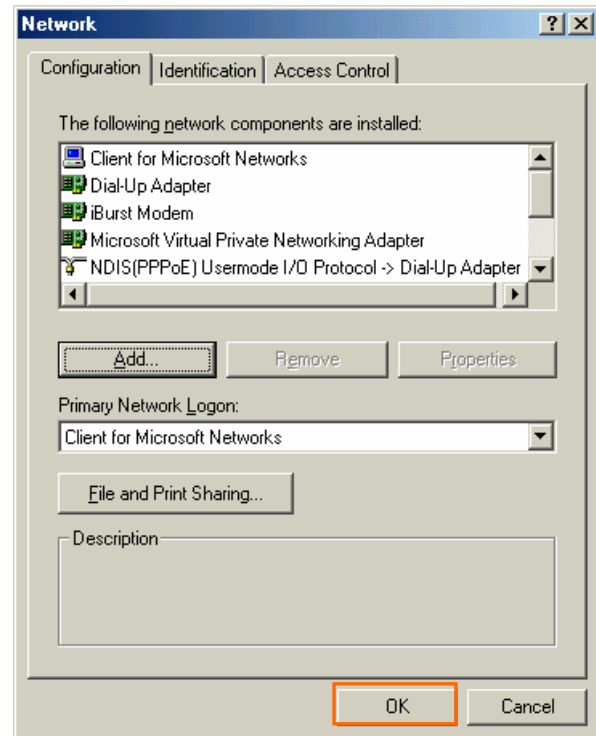 Network
Configuration Identification Access Control
The following network components are installed:
Client for Microsoft Networks
Dial-Up Adapter
iBurst Modem
Microsoft Virtual Private Networking Adapter
NDIS(PPPoE) Usermode I/O Protocol -> Dial-Up Adapter
Add... Remove Properties
Primary Network Logon:
Client for Microsoft Networks
File and Print Sharing...
Description
OK Cancel